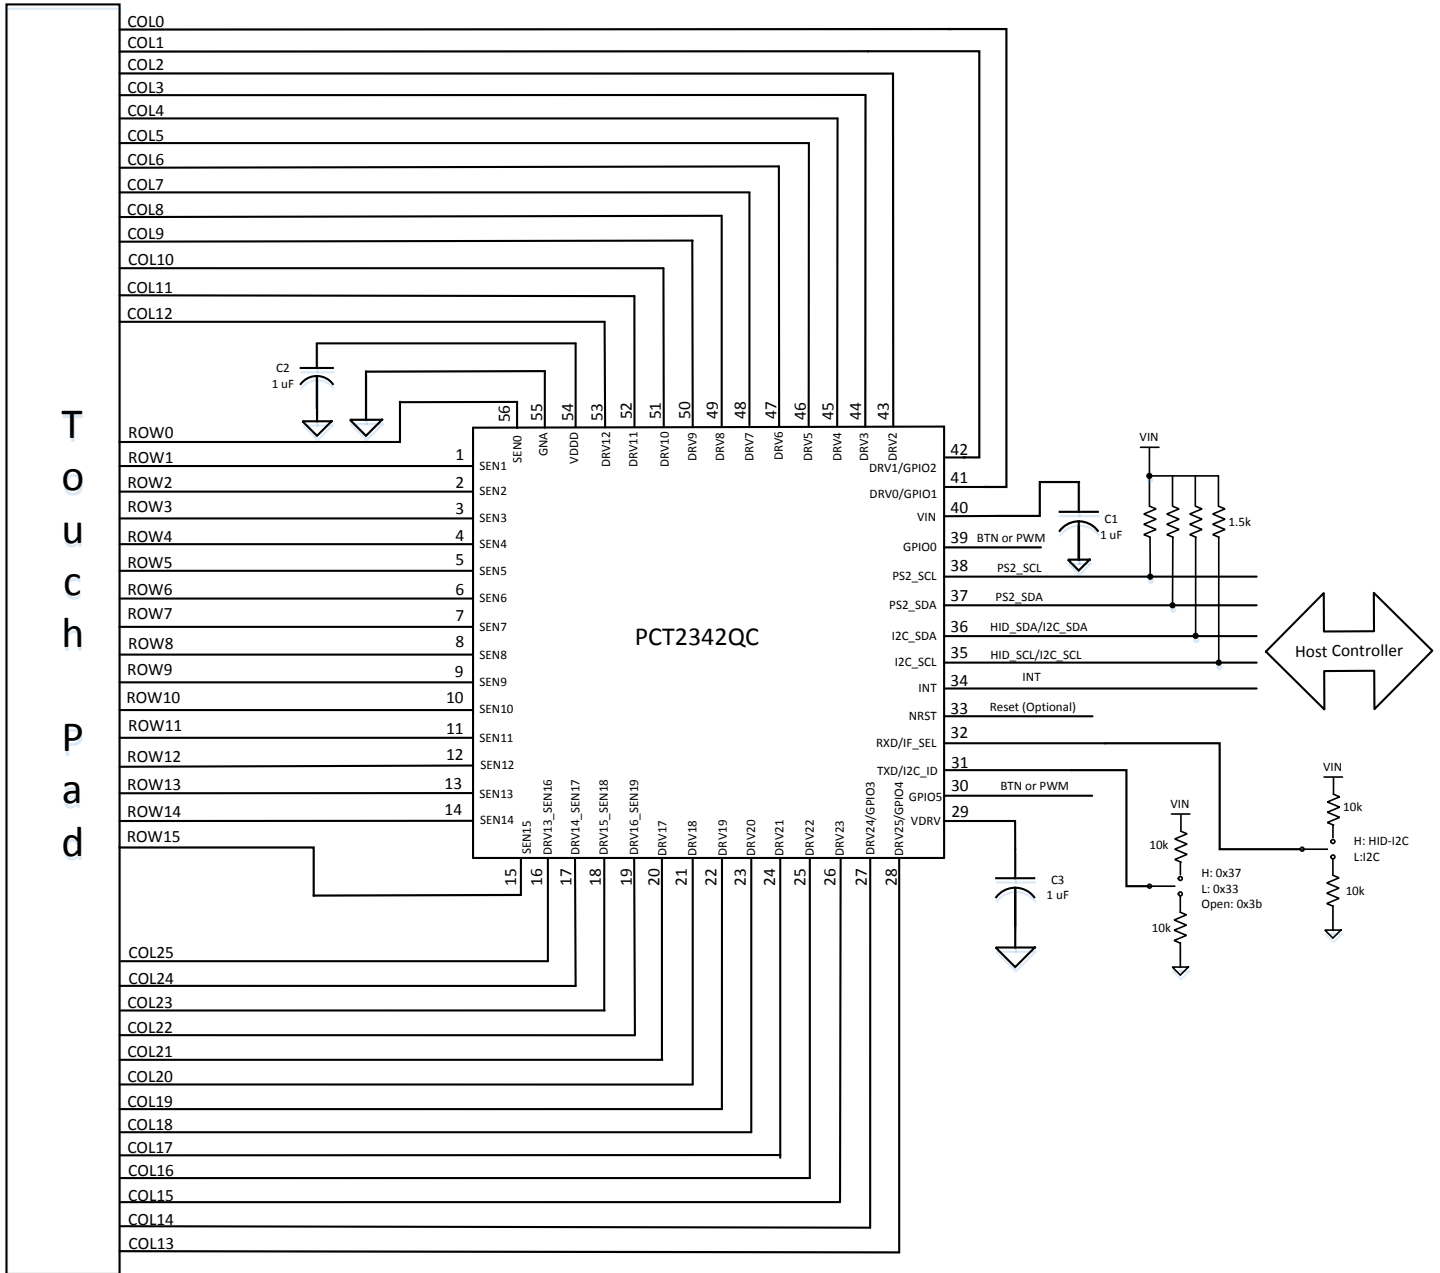 COL0
COL1
COL2
COL3
COL4
COL5
COL6
COL7
COL8
COL9
COL10
COL11
COL12
C2
1 uF
Touch Pad
ROW0
ROW1
ROW2
ROW3
ROW4
ROW5
ROW6
ROW7
ROW8
ROW9
ROW10
ROW11
ROW12
ROW13
ROW14
ROW15
56
55
54
53
52
51
50
49
48
47
46
45
44
43
SEN0
GNA
VDDD
DRV12
DRV11
DRV10
DRV9
DRV8
DRV7
DRV6
DRV5
DRV4
DRV3
DRV2
1 SEN1
2 SEN2
3 SEN3
4 SEN4
5 SEN5
6 SEN6
7 SEN7
8 SEN8
9 SEN9
10 SEN10
11 SEN11
12 SEN12
13 SEN13
14 SEN14
PCT2342QC
DRV1/GPIO2 42
DRV0/GPIO1 41
VIN 40
GPIO0 39 BTN or PWM
PS2_SCL 38 PS2_SCL
PS2_SDA 37 PS2_SDA
I2C_SDA 36 HID_SDA/I2C_SDA
I2C_SCL 35 HID_SCL/I2C_SCL
INT 34 INT
NRST 33 Reset (Optional)
RXD/IF_SEL 32
TXD/I2C_ID 31
GPIO5 30 BTN or PWM
VDRV 29
C1
1 uF
VIN
1.5k
Host Controller
VIN
10k
H: HID-I2C
L:I2C
10k
VIN
10k
H: 0x37
L: 0x33
Open: 0x3b
10k
C3
1 uF
SEN15
DRV13_SEN16
DRV14_SEN17
DRV15_SEN18
DRV16_SEN19
DRV17
DRV18
DRV19
DRV20
DRV21
DRV22
DRV23
DRV24/GPIO3
DRV25/GPIO4
15
16
17
18
19
20
21
22
23
24
25
26
27
28
COL25
COL24
COL23
COL22
COL21
COL20
COL19
COL18
COL17
COL16
COL15
COL14
COL13